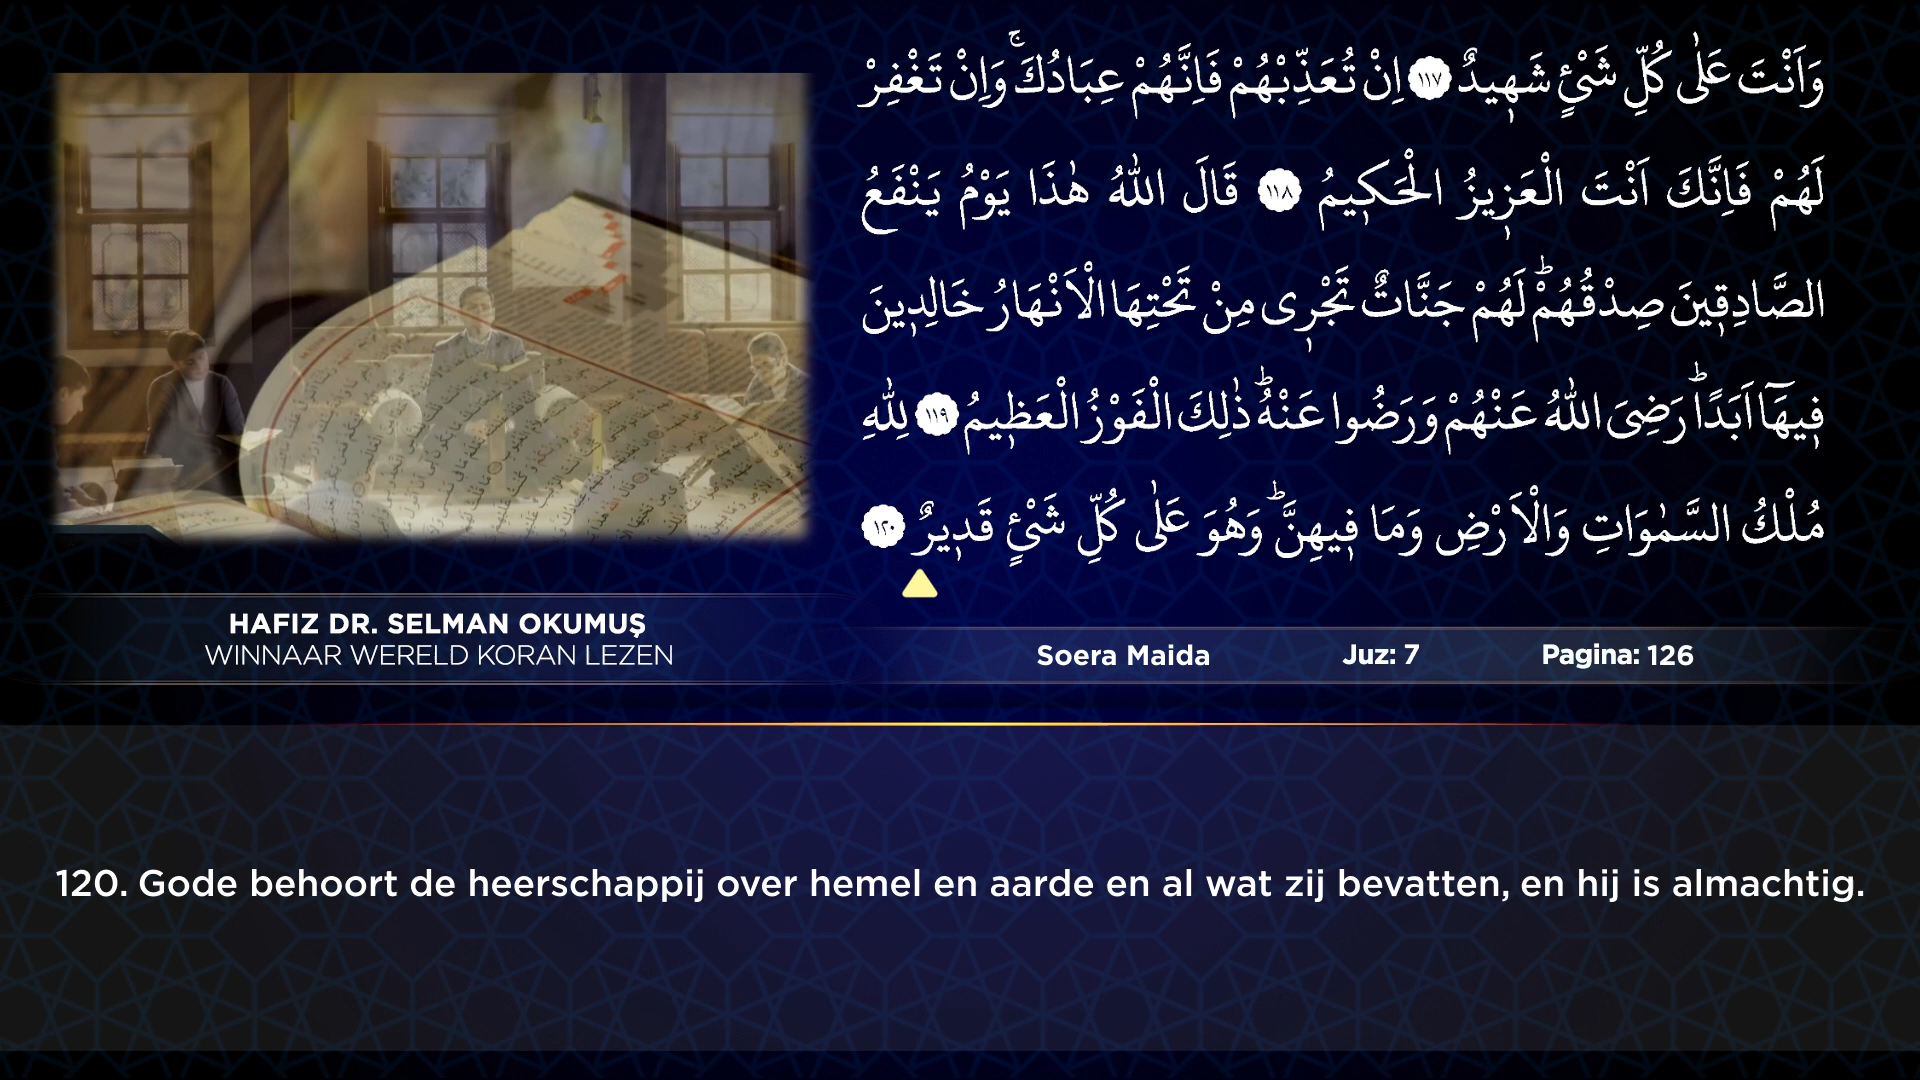 وَاَنْتَ عَلٰى كُلِّ شَيْءٍ شَهٖيدٌ ١١٧ اِنْ تُعَذِّبْهُمْ فَاِنَّهُمْ عِبَادُكَۚ وَاِنْ تَغْفِرْ
لَهُمْ فَاِنَّكَ اَنْتَ الْعَزٖيزُ الْحَكٖيمُ ١١٨ قَالَ اللّٰهُ هٰذَا يَوْمُ يَنْفَعُ
الصَّادِقٖينَ صِدْقُهُمْؕ لَهُمْ جَنَّاتٌ تَجْرٖى مِنْ تَحْتِهَا الْاَنْهَارُ خَالِدٖينَ
فٖيهَٓا اَبَدًاؕ رَضِىَ اللّٰهُ عَنْهُمْ وَرَضُوا عَنْهُؕ ذٰلِكَ الْفَوْزُ الْعَظٖيمُ ١١٩ لِلّٰهِ
مُلْكُ السَّمٰوَاتِ وَالْاَرْضِ وَمَا فٖيهِنَّؕ وَهُوَ عَلٰى كُلِّ شَيْءٍ قَدٖيرٌ ١٢٠
HAFIZ DR. SELMAN OKUMUŞ
WINNAAR WERELD KORAN LEZEN
Soera Maida Juz: 7 Pagina: 126
120. Gode behoort de heerschappij over hemel en aarde en al wat zij bevatten, en hij is almachtig.